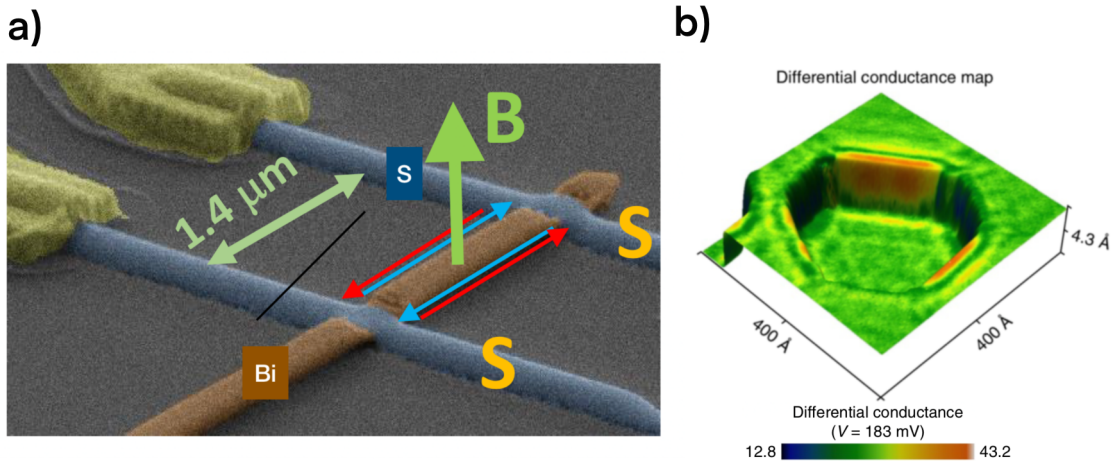 a)
1.4 μm
S
B
S
S
Bi
b)
Differential conductance map
4.3 Å
400 Å
400 Å
Differential conductance
(V = 183 mV)
12.8
43.2